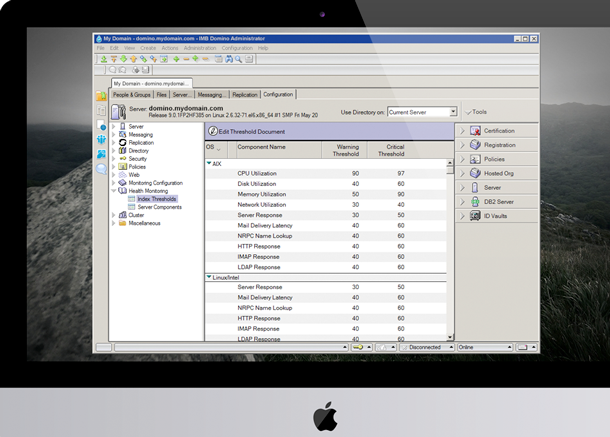 My Domain - domino.mydomain.com - IMB Domino Administrator
File Edit View Create Actions Administration Configuration Help
My Domain - domino.mydomai...
People & Groups Files Server... Messaging... Replication Configuration
Server: domino.mydomain.com
Release 9.0.1FP2HF385 on Linux 2.6.32-71.el6.x86_64 #1 SMP Fri May 20
Use Directory on: Current Server
Tools
Server
Messaging
Replication
Directory
Security
Policies
Web
Monitoring Configuration
Health Monitoring
Index Thresholds
Server Components
Cluster
Miscellaneous
Edit Threshold Document
OS Component Name Warning Threshold Critical Threshold
AIX
CPU Utilization 90 97
Disk Utilization 40 60
Memory Utilization 50 90
Network Utilization 30 40
Server Response 30 50
Mail Delivery Latency 40 60
NRPC Name Lookup 40 60
HTTP Response 40 60
IMAP Response 40 60
LDAP Response 40 60
Linux/Intel
Server Response 30 50
Mail Delivery Latency 40 60
NRPC Name Lookup 40 60
HTTP Response 40 60
IMAP Response 40 60
LDAP Response 40 60
Certification
Registration
Policies
Hosted Org
Server
DB2 Server
ID Vaults
Disconnected Online